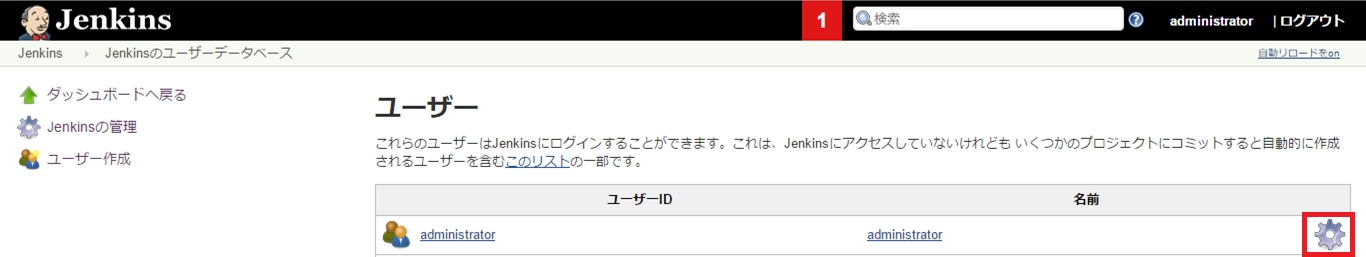 Jenkins 1 検索 administrator | ログアウト
Jenkins Jenkinsのユーザーデータベース 自動リロードをon
ダッシュボードへ戻る
Jenkinsの管理
ユーザー作成
ユーザー
これらのユーザーはJenkinsにログインすることができます。これは、Jenkinsにアクセスしていないけれども いくつかのプロジェクトにコミットすると自動的に作成
されるユーザーを含むこのリストの一部です。
ユーザーID 名前
administrator administrator